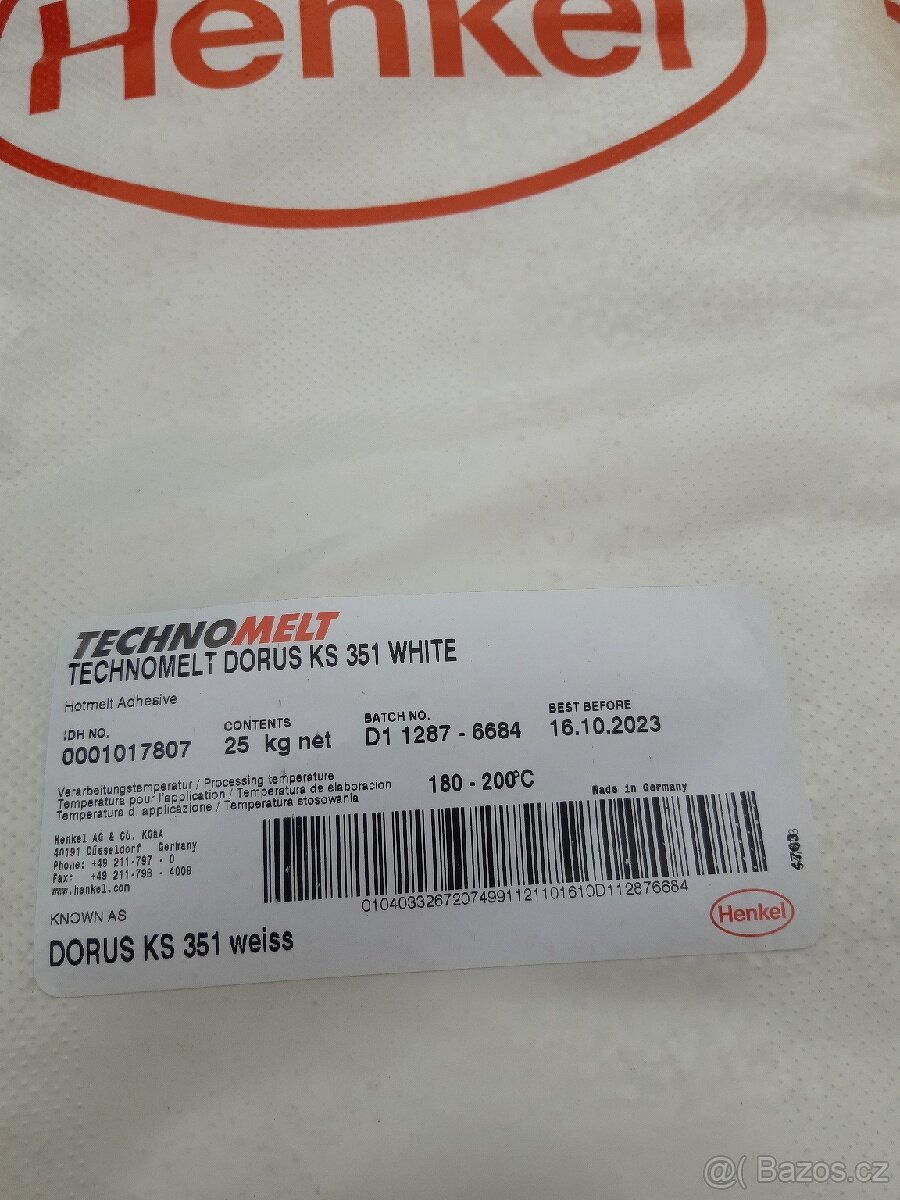 Henkel
TECHNOMELT
TECHNOMELT DORUS KS 351 WHITE
Hotmelt Adhesive
IDH NO.
0001017807
CONTENTS
25 kg net
BATCH NO.
D1 1287 - 6684
BEST BEFORE
16.10.2023
Verarbeitungstemperatur / Processing temperature
Temperatura pour l'application / Temperatura de elaboracion
Temperatura di applicazione / Temperatura stosowania
180 - 200°C
Made in Germany
Henkel AG & CO. KGaA
40191 Düsseldorf Germany
Phone: +49 211-797 - 0
Fax: +49 211-798 - 4008
www.henkel.com
KNOWN AS
DORUS KS 351 weiss
Henkel
@( Bazos.cz